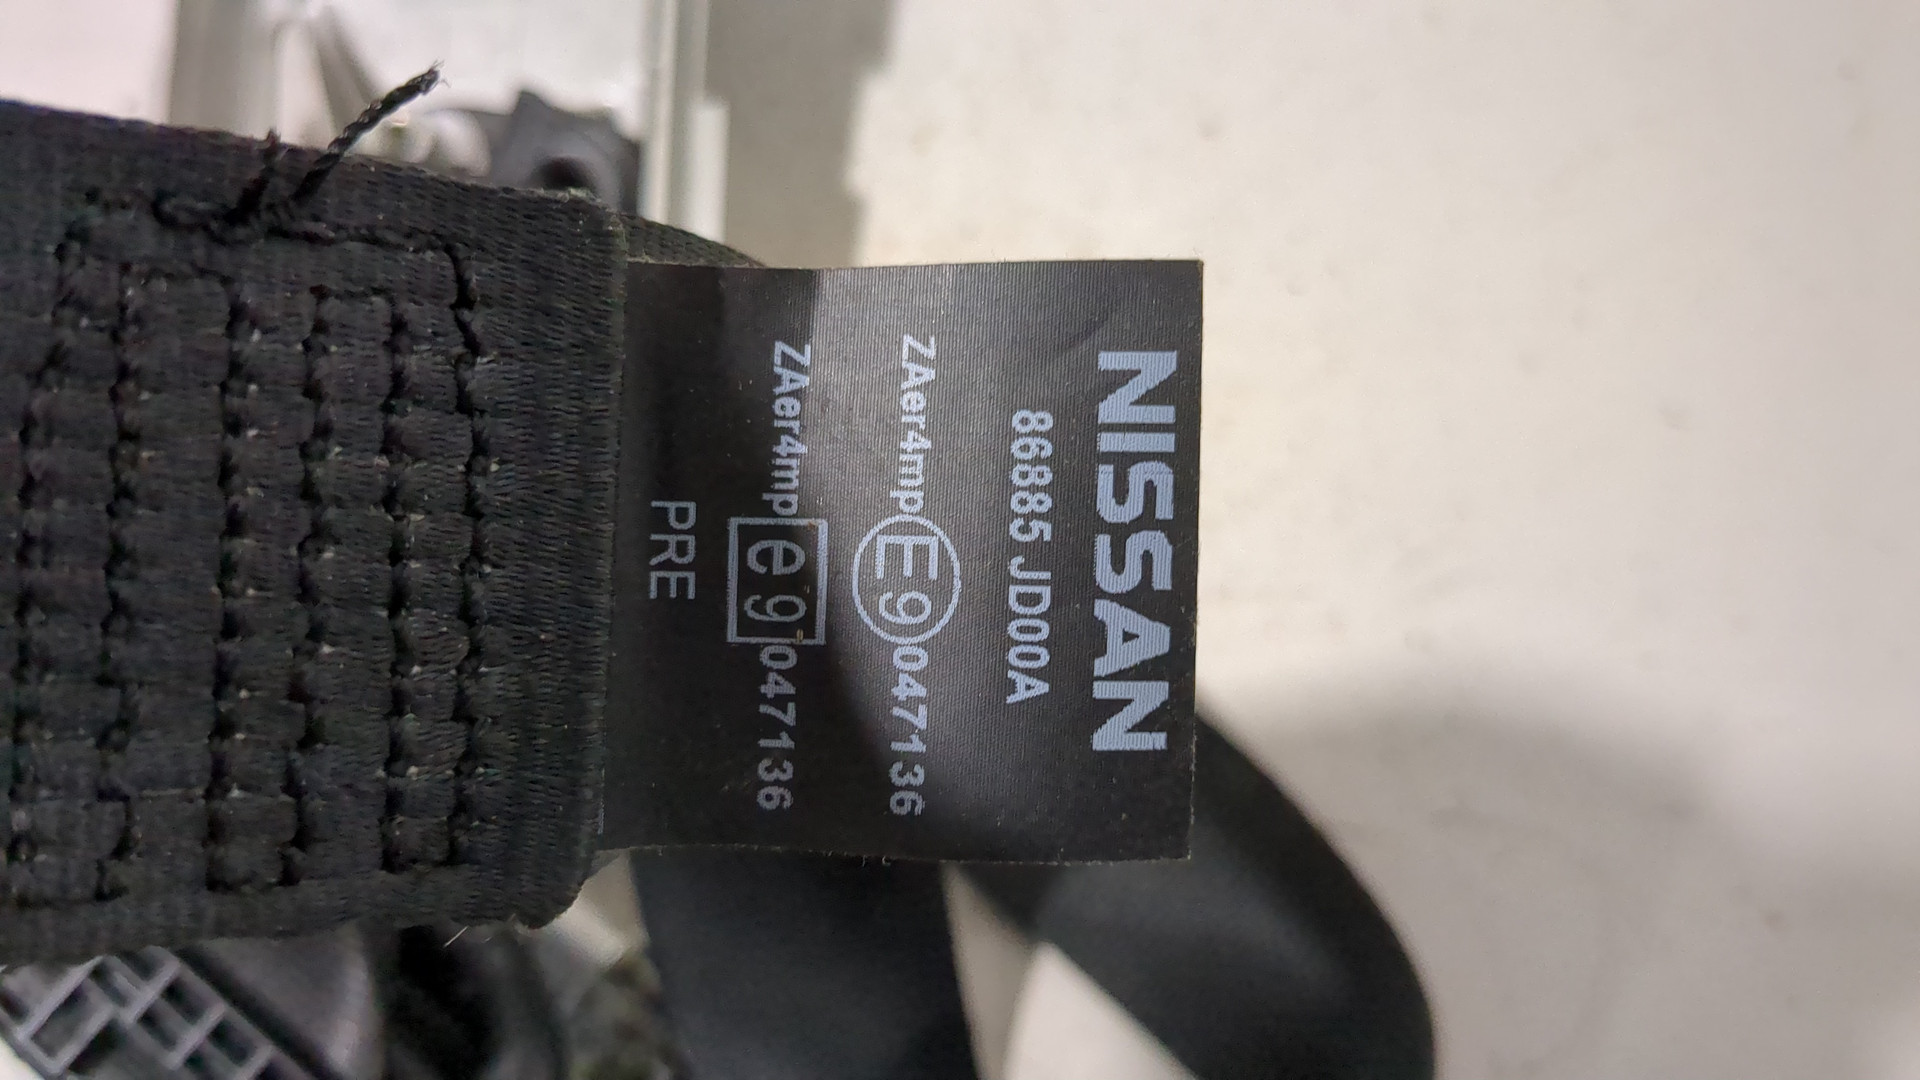 NISSAN
86885 JD00A
ZAer4mp E9 047136
ZAer4mp e9 047136
PRE